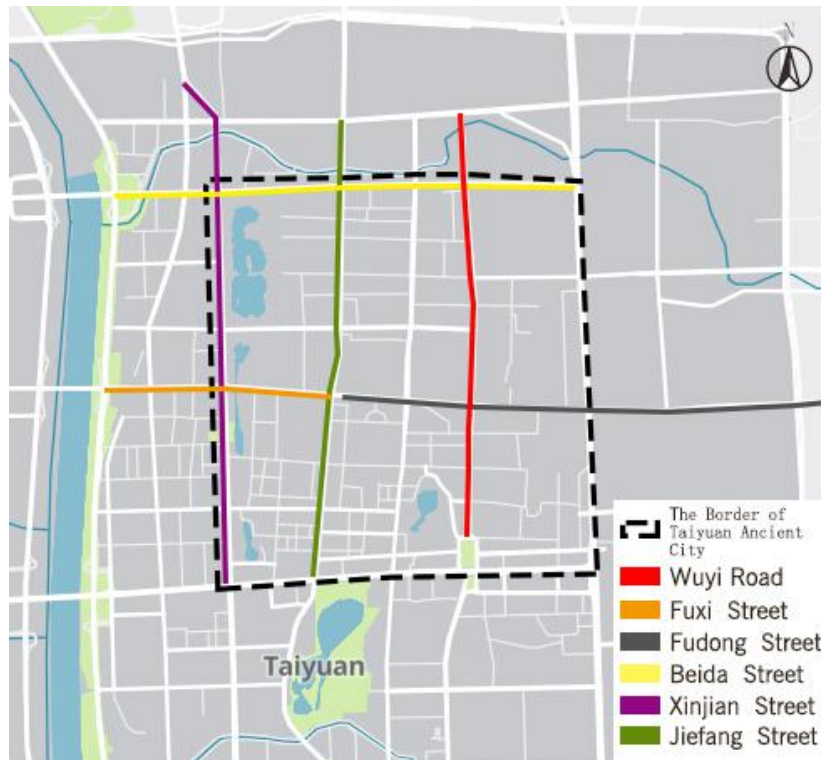 N
The Border of
Taiyuan Ancient
City
Wuyi Road
Fuxi Street
Fudong Street
Beida Street
Xinjian Street
Jiefang Street
Taiyuan